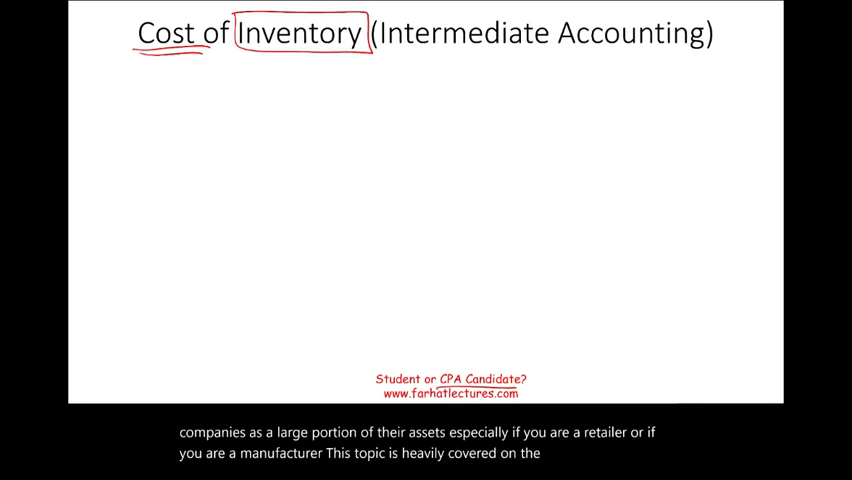 Cost of Inventory (Intermediate Accounting)
Student or CPA Candidate?
www.farhatlectures.com
companies as a large portion of their assets especially if you are a retailer or if
you are a manufacturer This topic is heavily covered on the